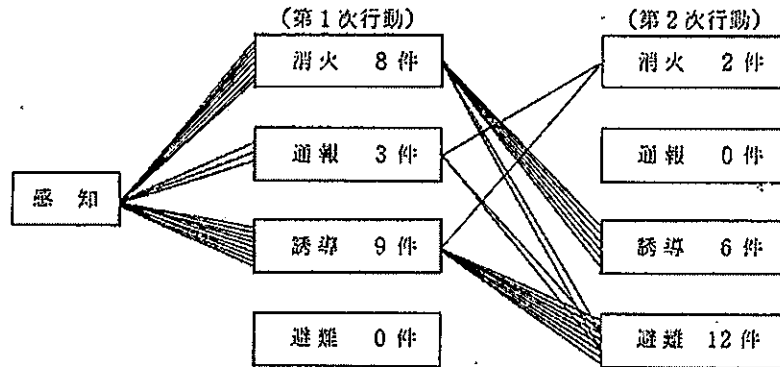 (第1次行動) (第2次行動)
消火 8件 消火 2件
通報 3件 通報 0件
感知
誘導 9件 誘導 6件
避難 0件 避難 12件